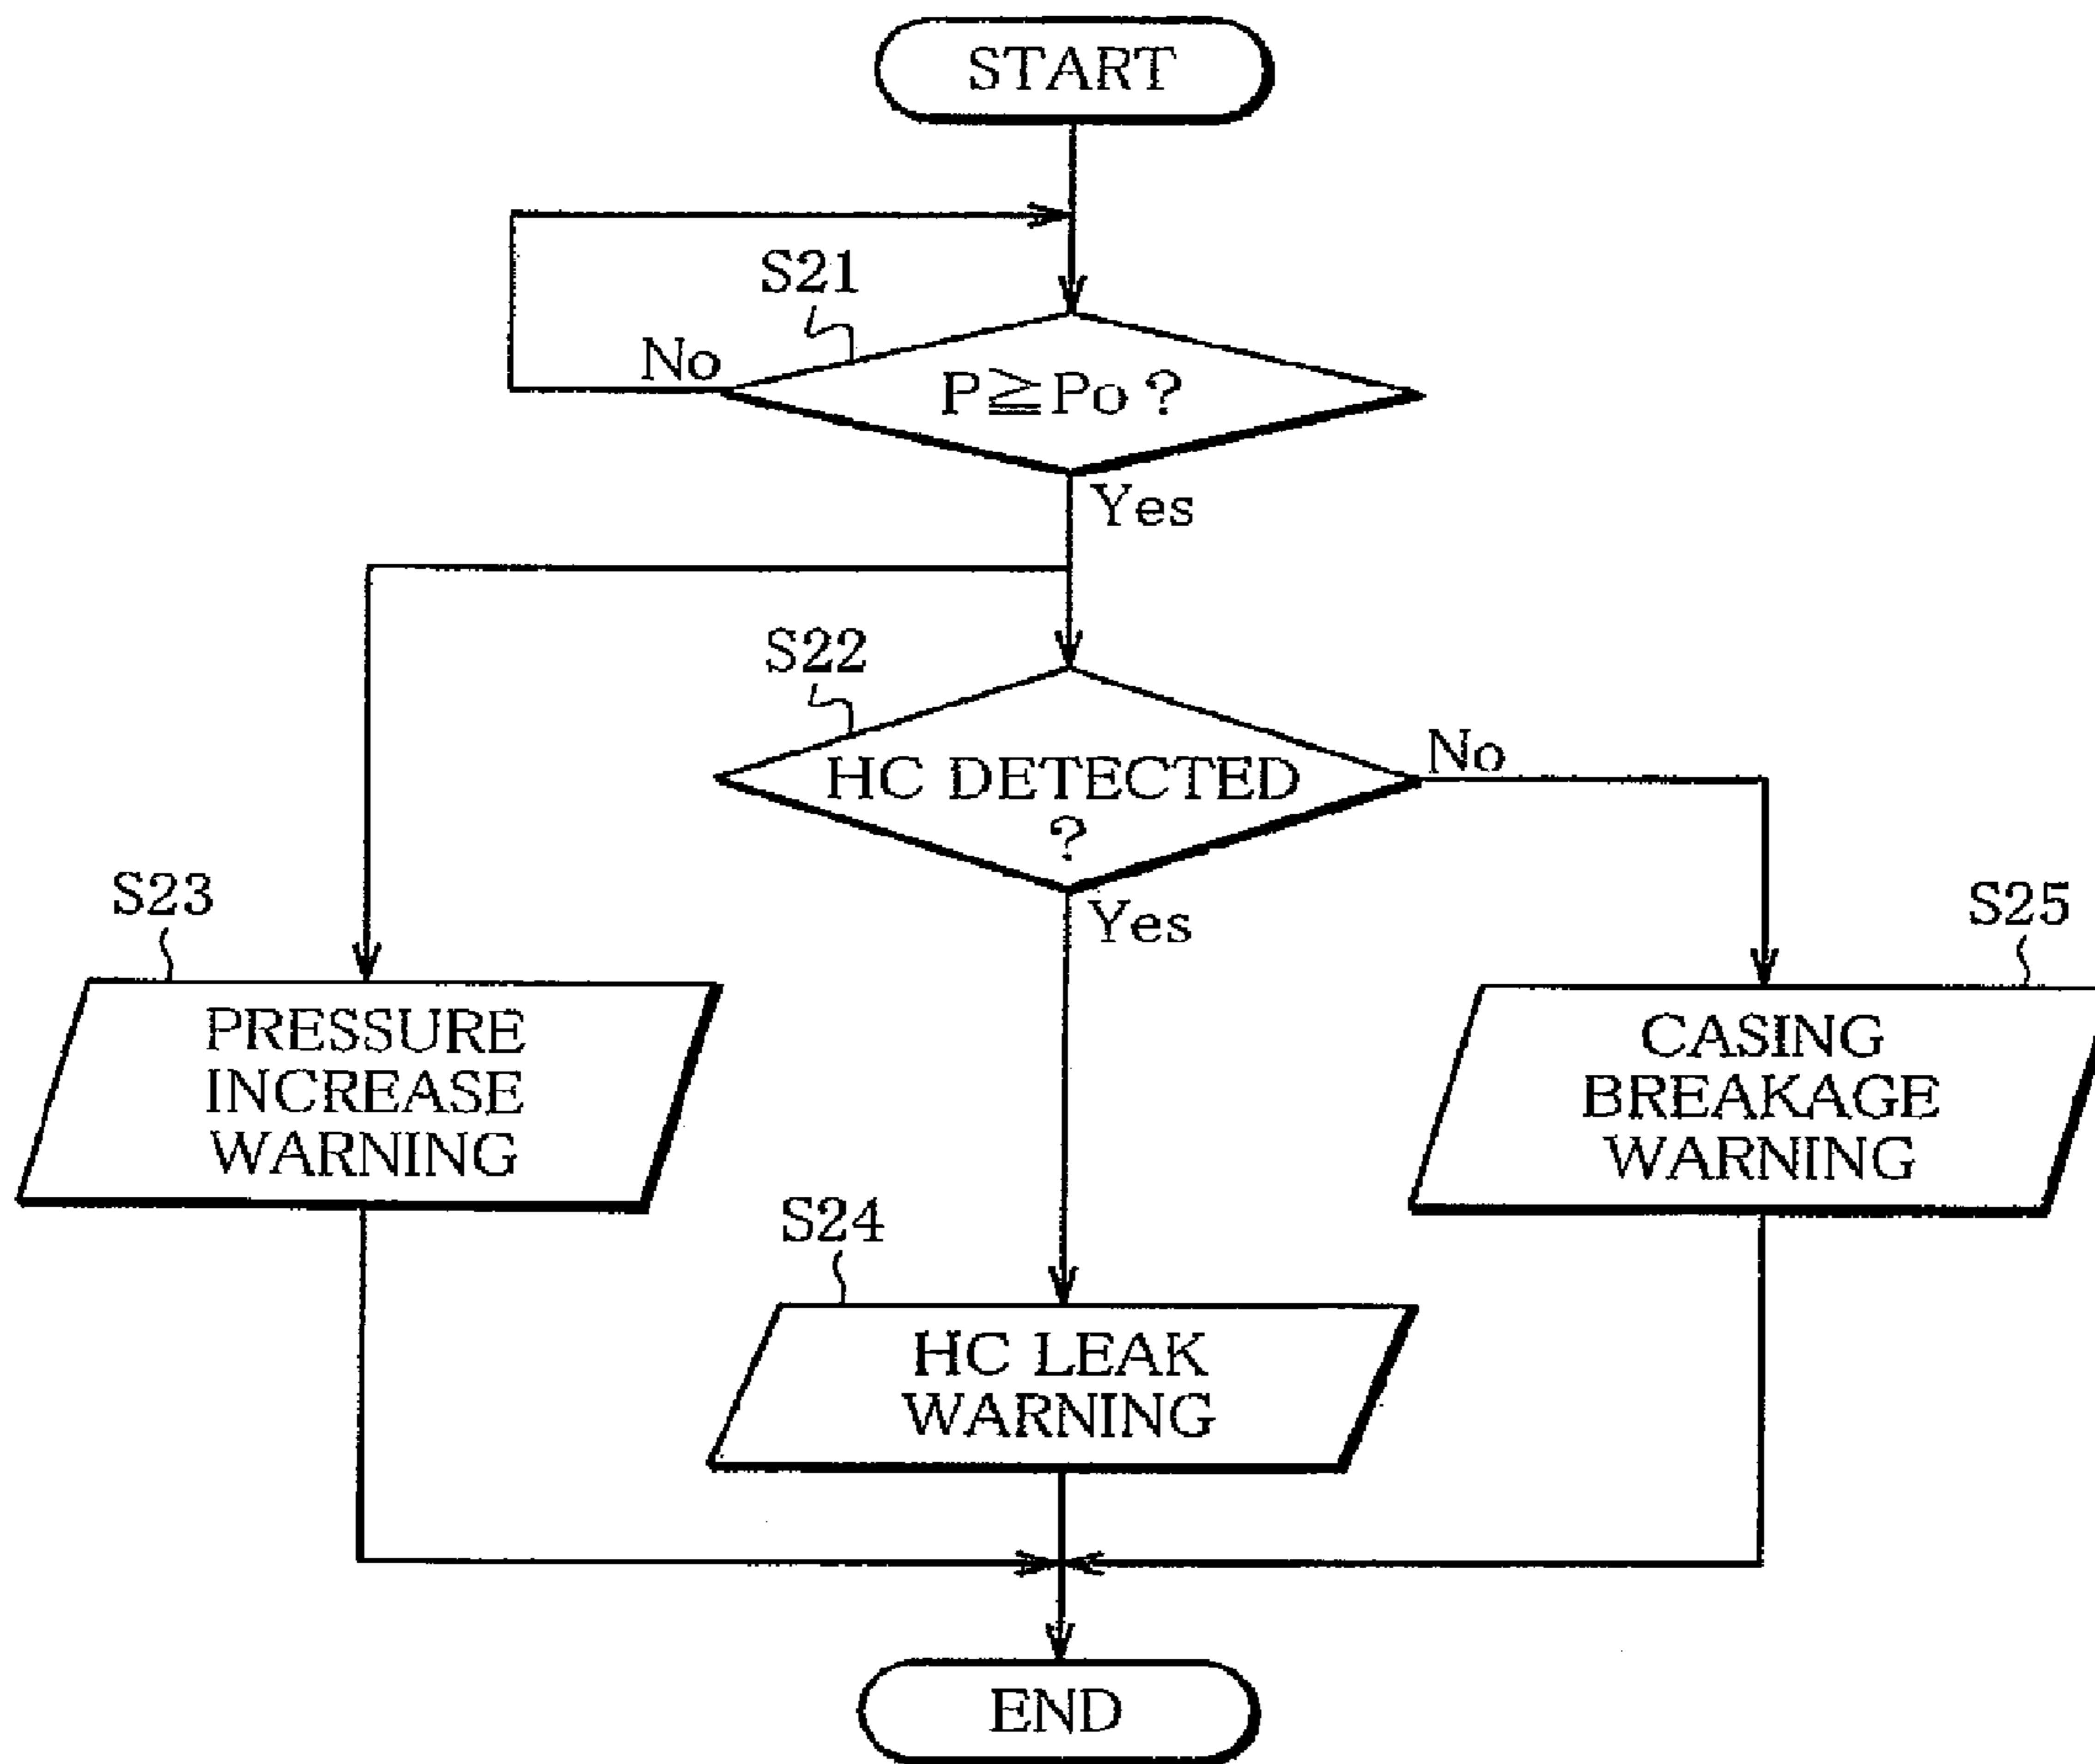 START
S21
No
P≧Po?
Yes
S22
HC DETECTED
?
No
Yes
S23
PRESSURE
INCREASE
WARNING
S25
CASING
BREAKAGE
WARNING
S24
HC LEAK
WARNING
END